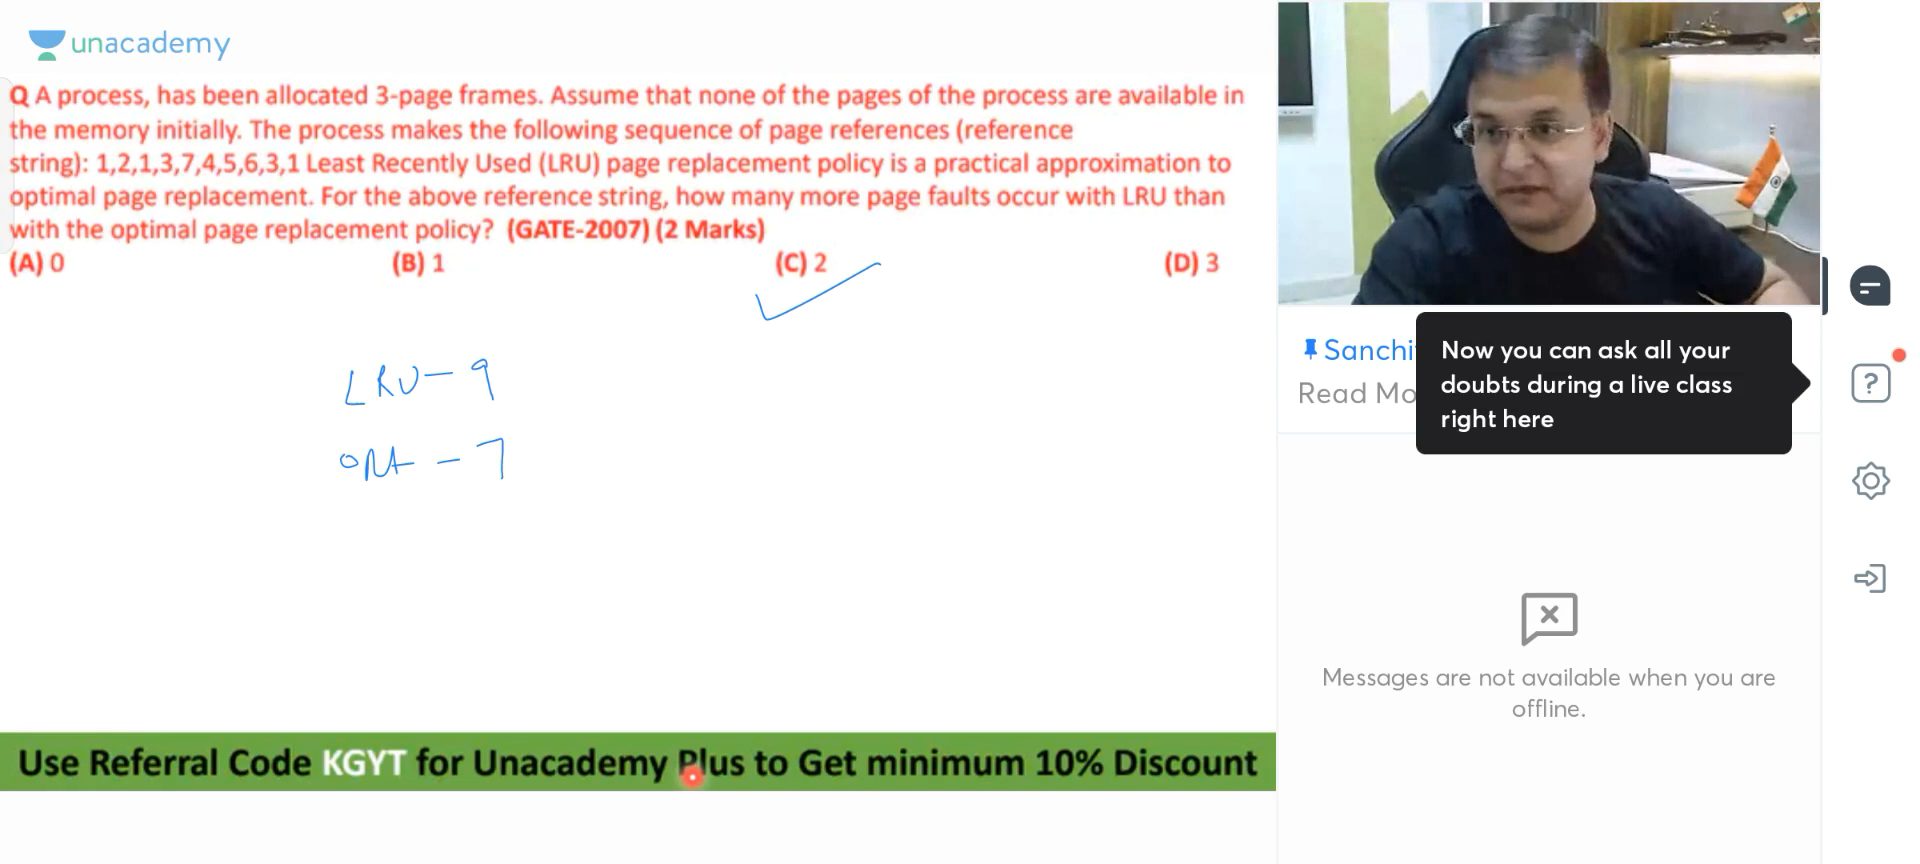 unacademy
Q A process, has been allocated 3-page frames. Assume that none of the pages of the process are available in
the memory initially. The process makes the following sequence of page references (reference
string): 1,2,1,3,7,4,5,6,3,1 Least Recently Used (LRU) page replacement policy is a practical approximation to
optimal page replacement. For the above reference string, how many more page faults occur with LRU than
with the optimal page replacement policy? (GATE-2007) (2 Marks)
(A) 0 (B) 1 (C) 2 (D) 3
LRU - 9
OPt - 7
Use Referral Code KGYT for Unacademy Plus to Get minimum 10% Discount
Sanchi
Read Mo
Now you can ask all your
doubts during a live class
right here
?
Messages are not available when you are
offline.